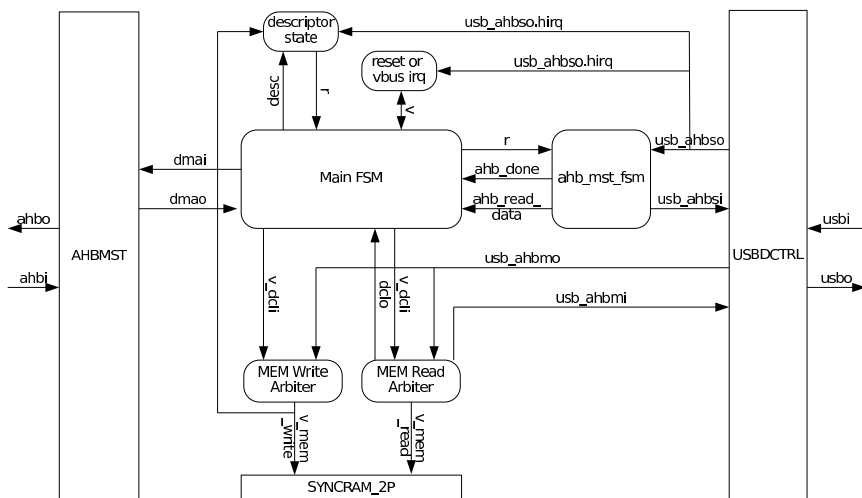 descriptor
state
usb_ahbso.hirq
reset or
vbus irq
usb_ahbso.hirq
desc
r
v
Main FSM
r
ahb_done
ahb_read_
data
ahb_mst_fsm
usb_ahbso
usb_ahbsi
dmai
dmao
ahbo
ahbi
AHBMST
USBDCTRL
usbi
usbo
usb_ahbmo
usb_ahbmi
v_dcli
dclo
v_dcli
MEM Write
Arbiter
MEM Read
Arbiter
v_mem
_write
v_mem
_read
SYNCRAM_2P